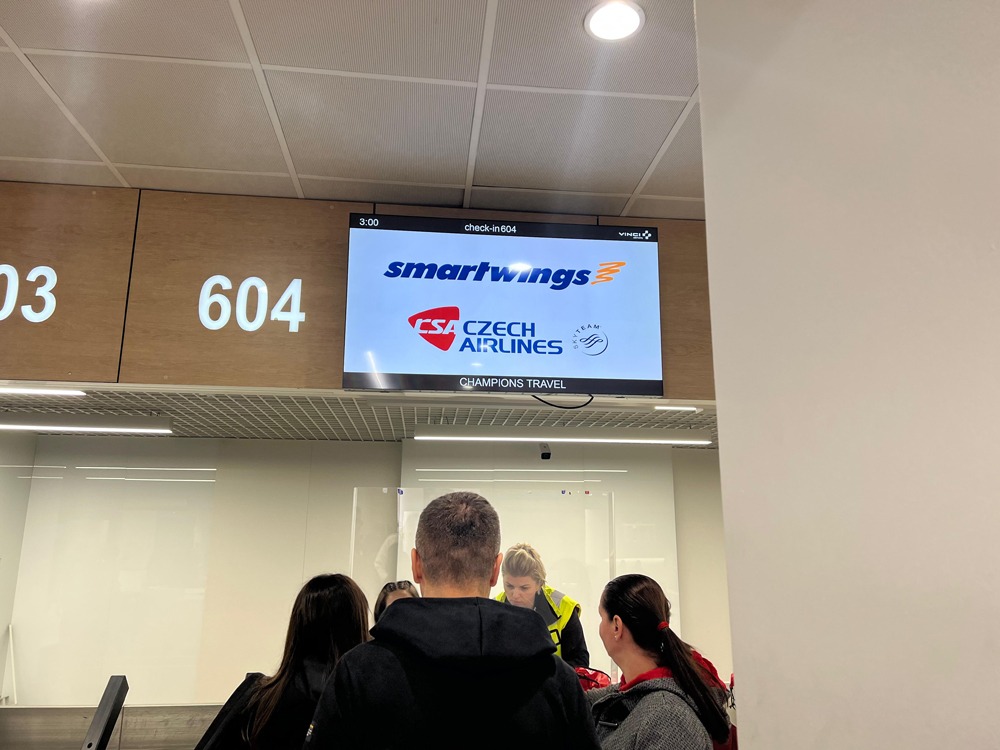 3:00 check-in 604 VINCI
smartwings
03
604
CSA CZECH
AIRLINES
SKYTEAM
CHAMPIONS TRAVEL